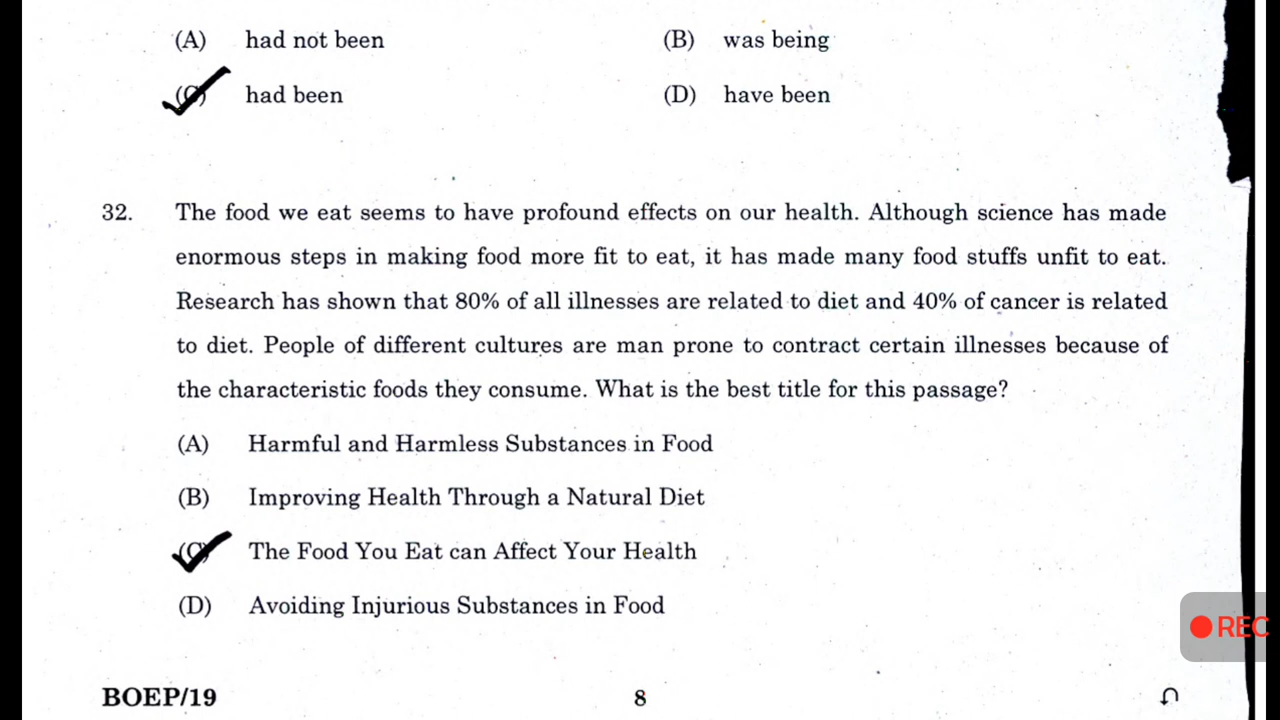 (A) had not been (B) was being
(C) had been (D) have been
32. The food we eat seems to have profound effects on our health. Although science has made
enormous steps in making food more fit to eat, it has made many food stuffs unfit to eat.
Research has shown that 80% of all illnesses are related to diet and 40% of cancer is related
to diet. People of different cultures are man prone to contract certain illnesses because of
the characteristic foods they consume. What is the best title for this passage?
(A) Harmful and Harmless Substances in Food
(B) Improving Health Through a Natural Diet
(C) The Food You Eat can Affect Your Health
(D) Avoiding Injurious Substances in Food
REC
BOEP/19 8